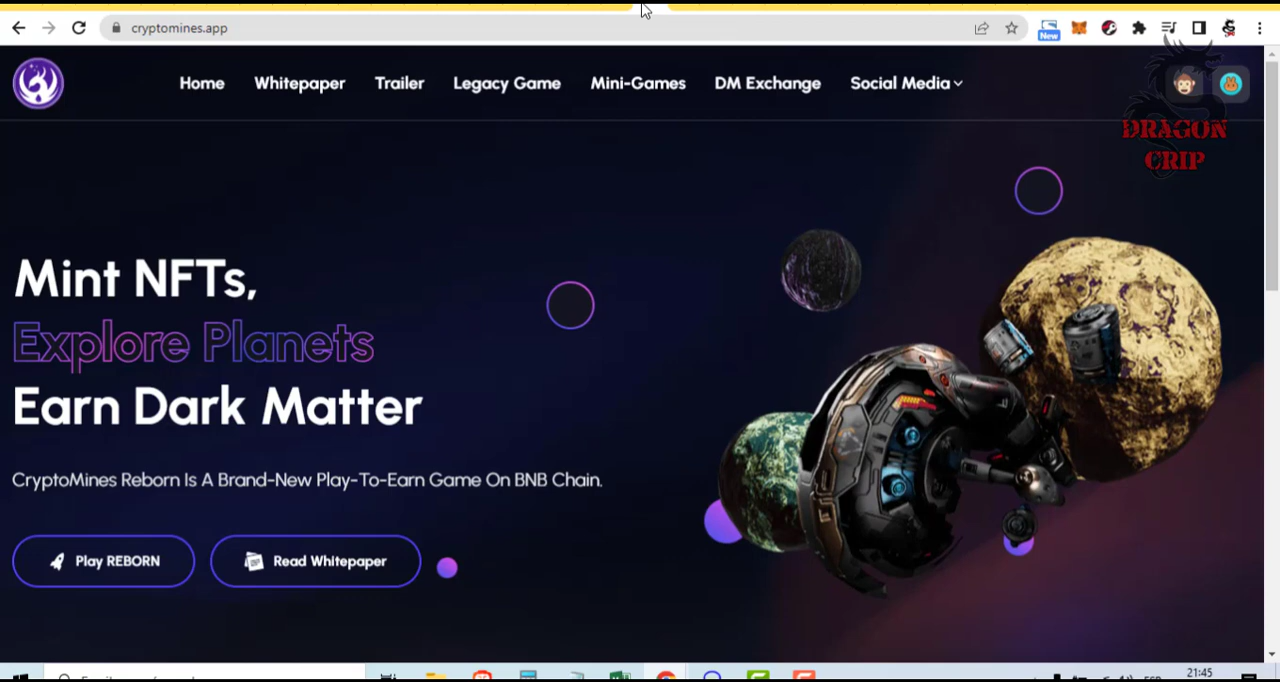 cryptomines.app
New
Home Whitepaper Trailer Legacy Game Mini-Games DM Exchange Social Media
DRAGON
CRIP
Mint NFTs,
Explore Planets
Earn Dark Matter
CryptoMines Reborn Is A Brand-New Play-To-Earn Game On BNB Chain.
Play REBORN Read Whitepaper
21:45